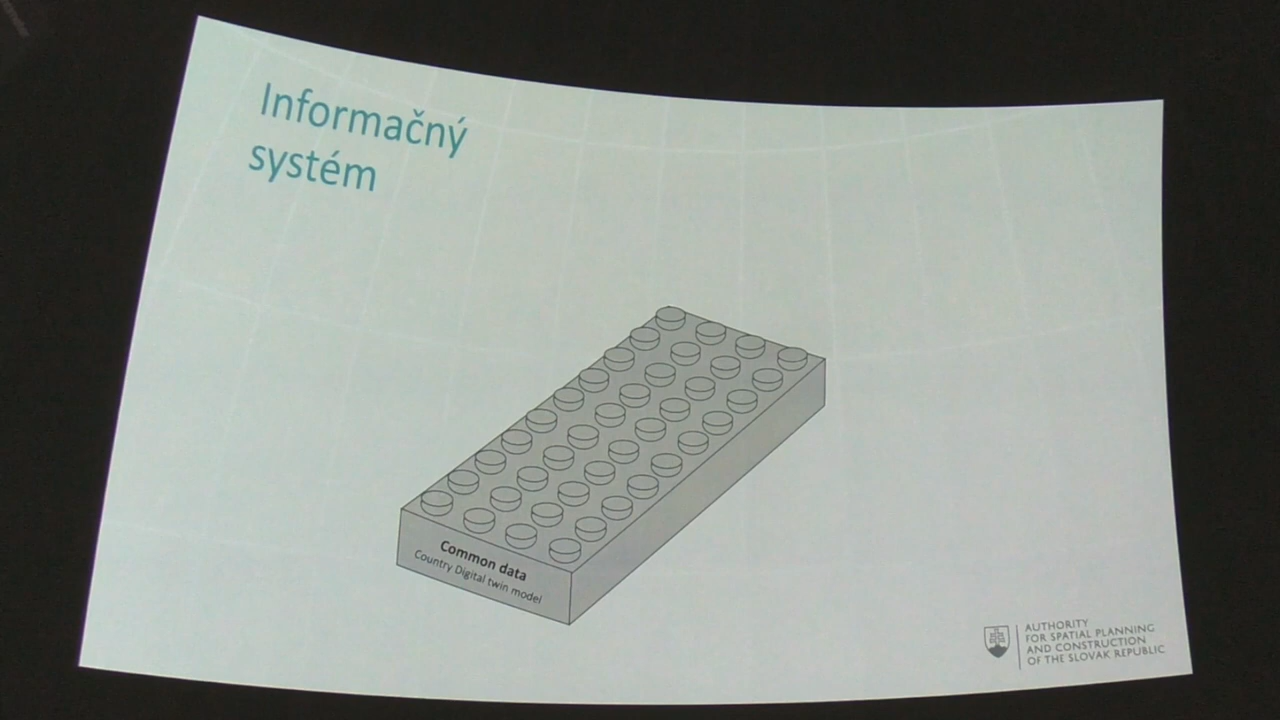 Informačný
systém
Common data
Country Digital twin model
AUTHORITY
FOR SPATIAL PLANNING
AND CONSTRUCTION
OF THE SLOVAK REPUBLIC